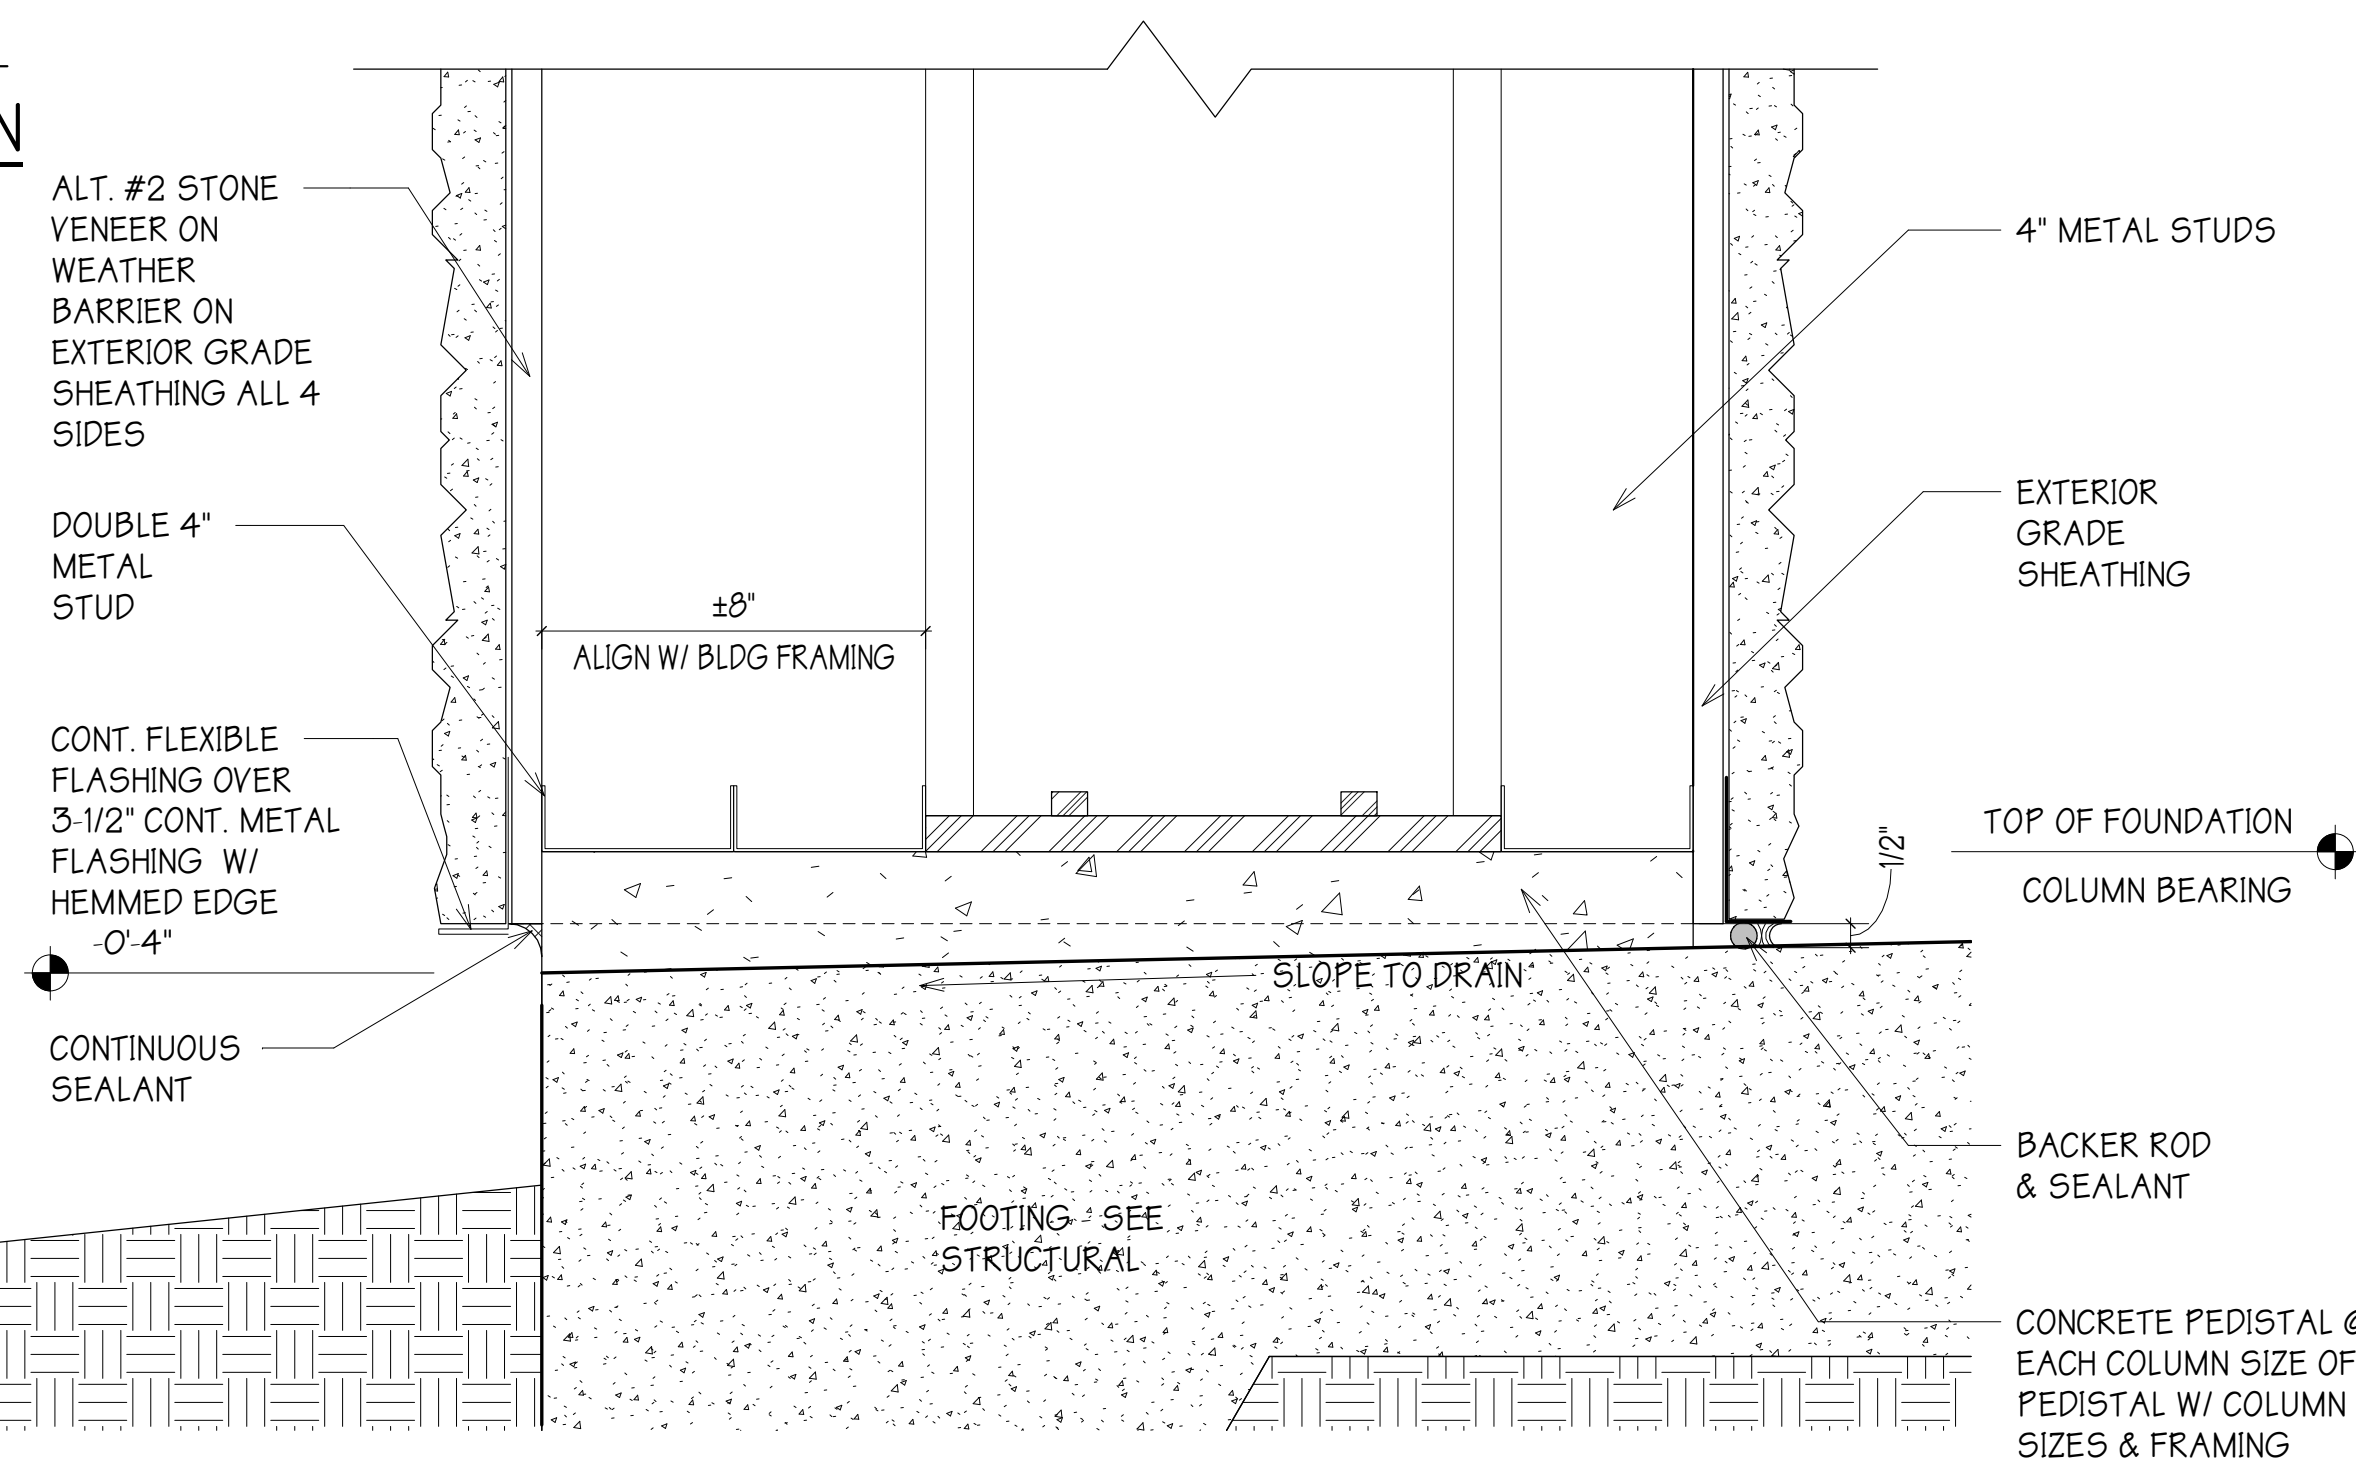 N
ALT. #2 STONE
VENEER ON
WEATHER
BARRIER ON
EXTERIOR GRADE
SHEATHING ALL 4
SIDES
DOUBLE 4"
METAL
STUD
CONT. FLEXIBLE
FLASHING OVER
3-1/2" CONT. METAL
FLASHING W/
HEMMED EDGE
-0'-4"
CONTINUOUS
SEALANT
±8"
ALIGN W/ BLDG FRAMING
SLOPE TO DRAIN
FOOTING - SEE
STRUCTURAL
4" METAL STUDS
EXTERIOR
GRADE
SHEATHING
TOP OF FOUNDATION
COLUMN BEARING
1/2"
BACKER ROD
& SEALANT
CONCRETE PEDISTAL @
EACH COLUMN SIZE OF
PEDISTAL W/ COLUMN
SIZES & FRAMING